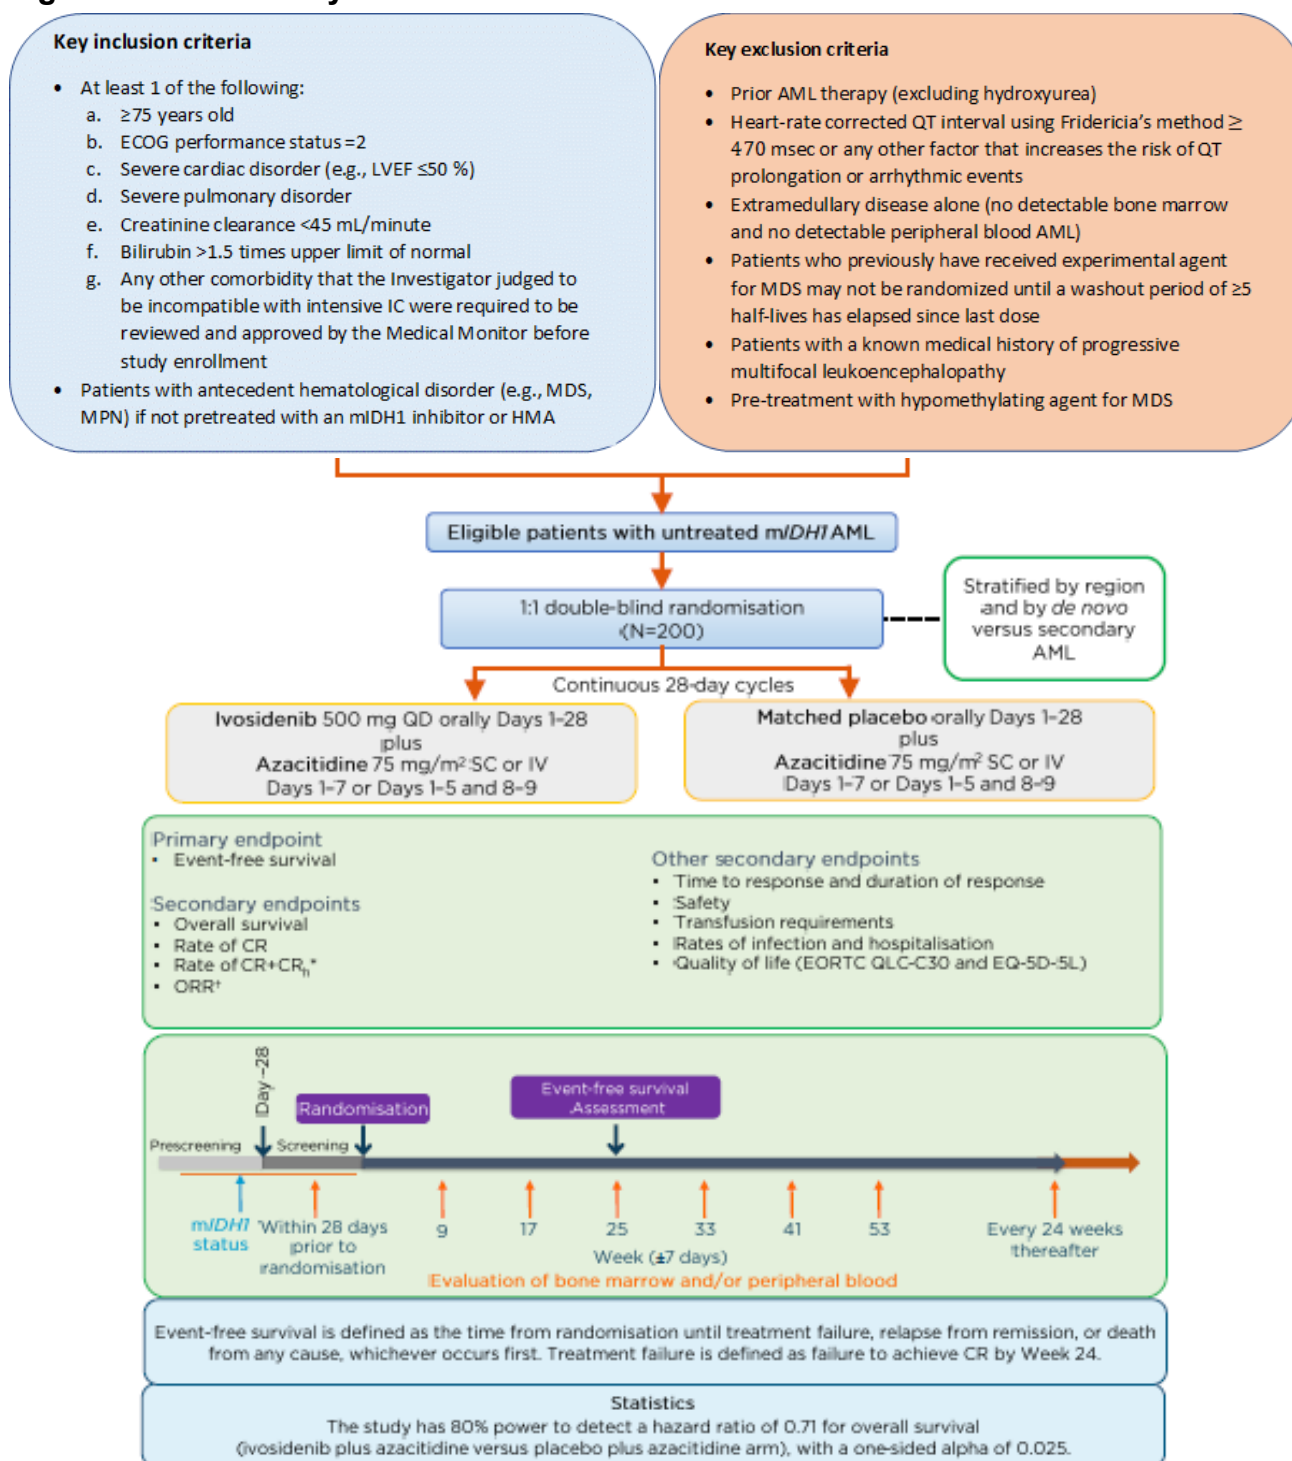 Key inclusion criteria
• At least 1 of the following:
a. ≥75 years old
b. ECOG performance status =2
c. Severe cardiac disorder (e.g., LVEF ≤50 %)
d. Severe pulmonary disorder
e. Creatinine clearance <45 mL/minute
f. Bilirubin >1.5 times upper limit of normal
g. Any other comorbidity that the Investigator judged to
be incompatible with intensive IC were required to be
reviewed and approved by the Medical Monitor before
study enrollment
• Patients with antecedent hematological disorder (e.g., MDS,
MPN) if not pretreated with an mIDH1 inhibitor or HMA
Key exclusion criteria
• Prior AML therapy (excluding hydroxyurea)
• Heart-rate corrected QT interval using Fridericia's method ≥
470 msec or any other factor that increases the risk of QT
prolongation or arrhythmic events
• Extramedullary disease alone (no detectable bone marrow
and no detectable peripheral blood AML)
• Patients who previously have received experimental agent
for MDS may not be randomized until a washout period of ≥5
half-lives has elapsed since last dose
• Patients with a known medical history of progressive
multifocal leukoencephalopathy
• Pre-treatment with hypomethylating agent for MDS
Eligible patients with untreated mIDH1 AML
1:1 double-blind randomisation
(N=200)
Stratified by region
and by de novo
versus secondary
AML
Continuous 28-day cycles
Ivosidenib 500 mg QD orally Days 1–28
plus
Azacitidine 75 mg/m² SC or IV
Days 1–7 or Days 1–5 and 8–9
Matched placebo orally Days 1–28
plus
Azacitidine 75 mg/m² SC or IV
Days 1–7 or Days 1–5 and 8–9
Primary endpoint
• Event-free survival
Secondary endpoints
• Overall survival
• Rate of CR
• Rate of CR+CRh*
• ORR†
Other secondary endpoints
• Time to response and duration of response
• Safety
• Transfusion requirements
• Rates of infection and hospitalisation
• Quality of life (EORTC QLC-C30 and EQ-5D-5L)
Day –28
Randomisation
Event-free survival
Assessment
Prescreening
Screening
mIDH1
status
Within 28 days
prior to
randomisation
9
17
25
33
41
53
Every 24 weeks
thereafter
Week (±7 days)
Evaluation of bone marrow and/or peripheral blood
Event-free survival is defined as the time from randomisation until treatment failure, relapse from remission, or death
from any cause, whichever occurs first. Treatment failure is defined as failure to achieve CR by Week 24.
Statistics
The study has 80% power to detect a hazard ratio of 0.71 for overall survival
(ivosidenib plus azacitidine versus placebo plus azacitidine arm), with a one-sided alpha of 0.025.